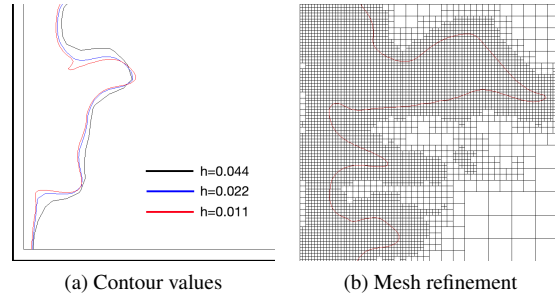 h=0.044
h=0.022
h=0.011
(a) Contour values
(b) Mesh refinement